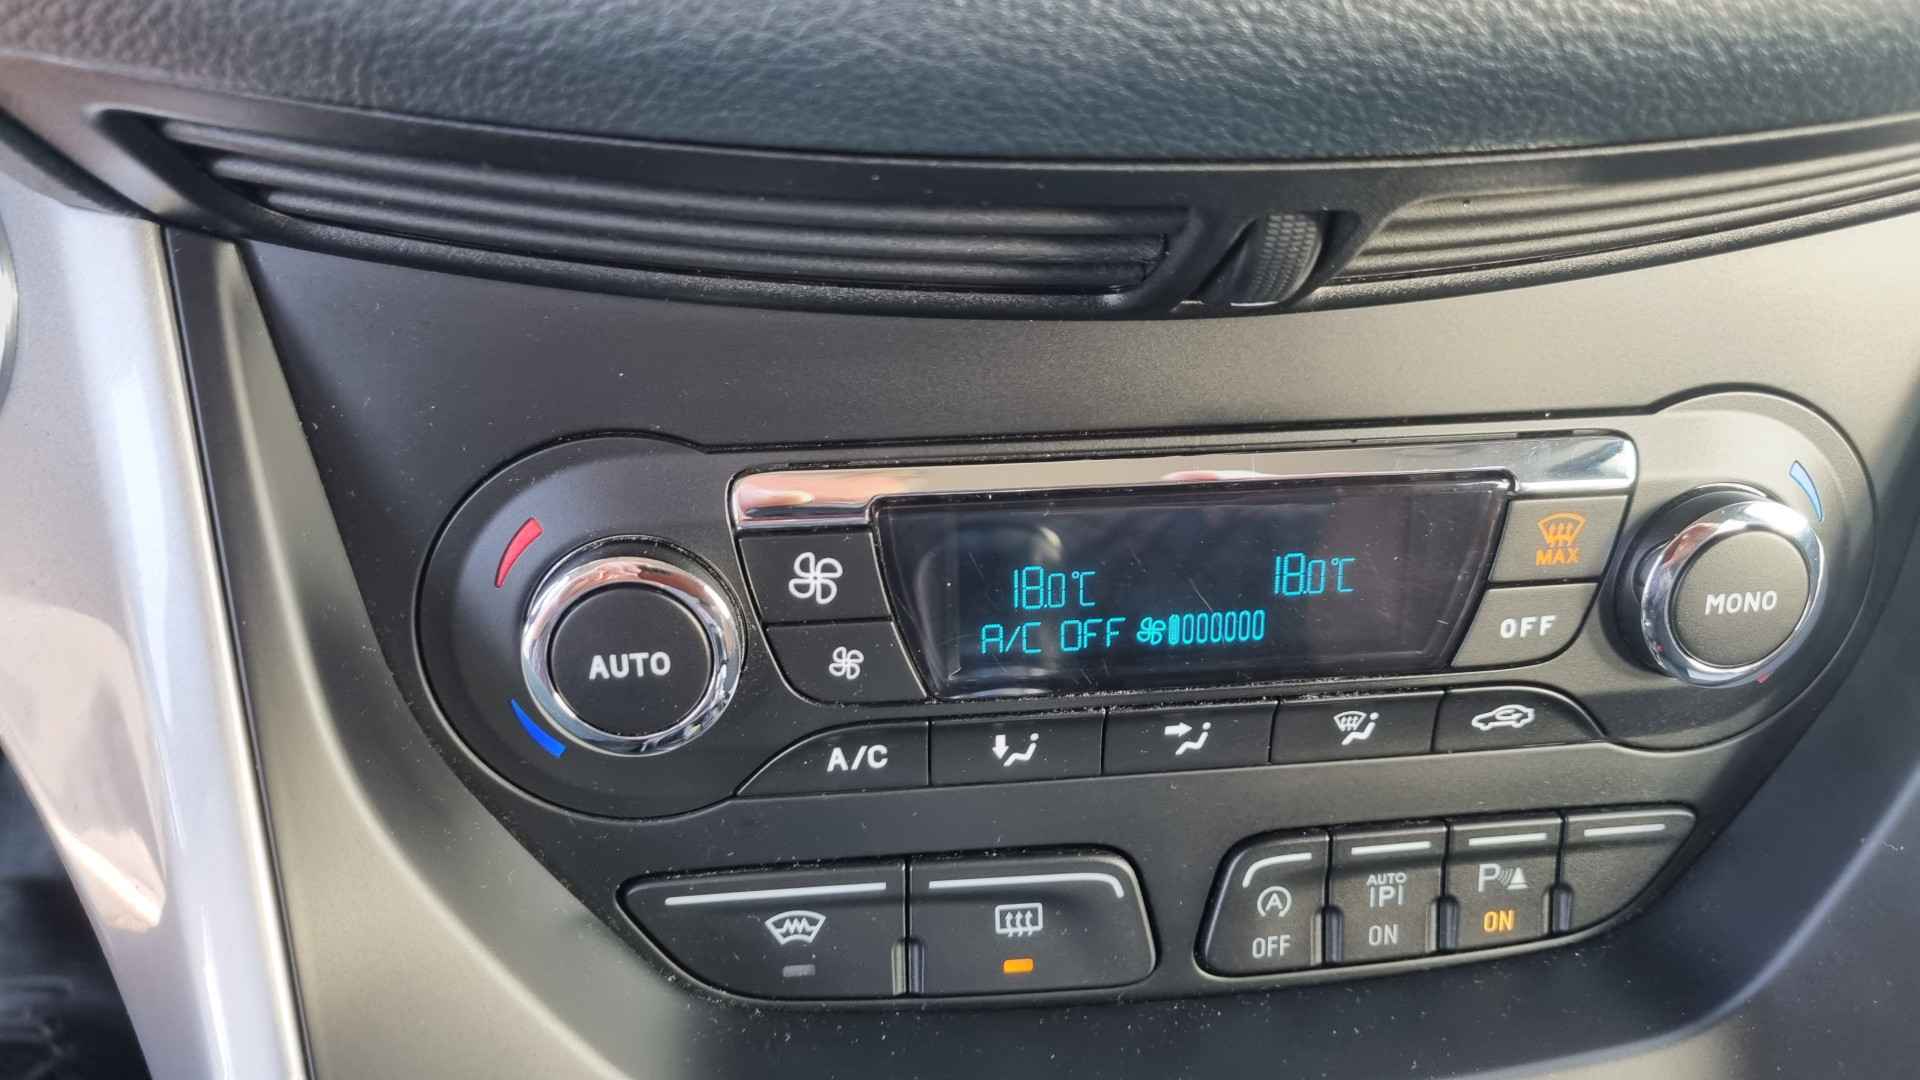 18.0°C 18.0°C
A/C OFF
MAX
OFF
AUTO
MONO
A/C
OFF
AUTO
P
ON
P
ON